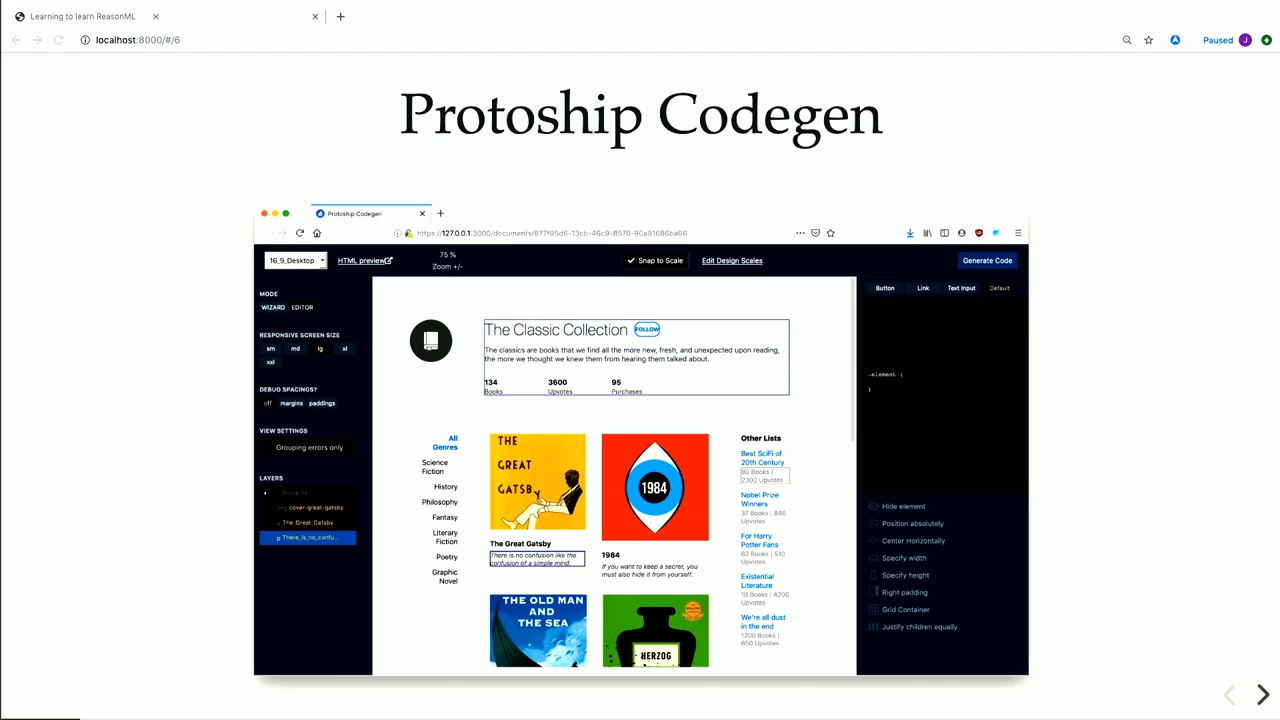 Learning to learn ReasonML
localhost:8000/#/6
Paused
J
Protoship Codegen
Protoship Codegen
https://127.0.0.1:3000/documents/877f95d6-13cb-46c9-8570-90a91686ba66
16_9_Desktop
HTML preview
75 %
Zoom +/-
Snap to Scale
Edit Design Scales
Generate Code
MODE
WIZARD EDITOR
RESPONSIVE SCREEN SIZE
sm md lg xl
xxl
DEBUG SPACINGS?
off margins paddings
VIEW SETTINGS
Grouping errors only
LAYERS
Group 14
img cover-great-gatsby
p The Great Gatsby
p There_is_no_confu...
The Classic Collection FOLLOW
The classics are books that we find all the more new, fresh, and unexpected upon reading,
the more we thought we knew them from hearing them talked about.
134 3600 95
Books Upvotes Purchases
All
Genres
Science
Fiction
History
Philosophy
Fantasy
Literary
Fiction
Poetry
Graphic
Novel
THE
GREAT
GATSBY
The Great Gatsby
There is no confusion like the
confusion of a simple mind.
1984
1984
If you want to keep a secret, you
must also hide it from yourself.
THE OLD MAN
AND
THE SEA
HERZOG
Other Lists
Best SciFi of
20th Century
80 Books |
2300 Upvotes
Nobel Prize
Winners
37 Books | 840
Upvotes
For Harry
Potter Fans
62 Books | 510
Upvotes
Existential
Literature
19 Books | 4200
Upvotes
We're all dust
in the end
1200 Books |
650 Upvotes
Button Link Text Input Default
.element {
}
Hide element
Position absolutely
Center Horizontally
Specify width
Specify height
Right padding
Grid Container
Justify children equally